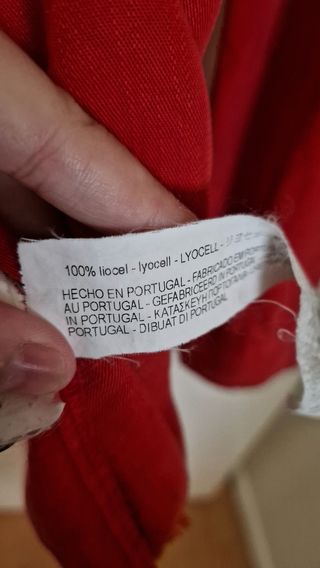 100% liocel - lyocell - LYOCELL -
HECHO EN PORTUGAL - FABRICADO EM
AU PORTUGAL - GEFABRICEERD IN PORTUGAL
IN PORTUGAL - ΚΑΤΑΣΚΕΥΗ ΠΟΡΤΟΓΑΛΙΑ
PORTUGAL - DIBUAT DI PORTUGAL